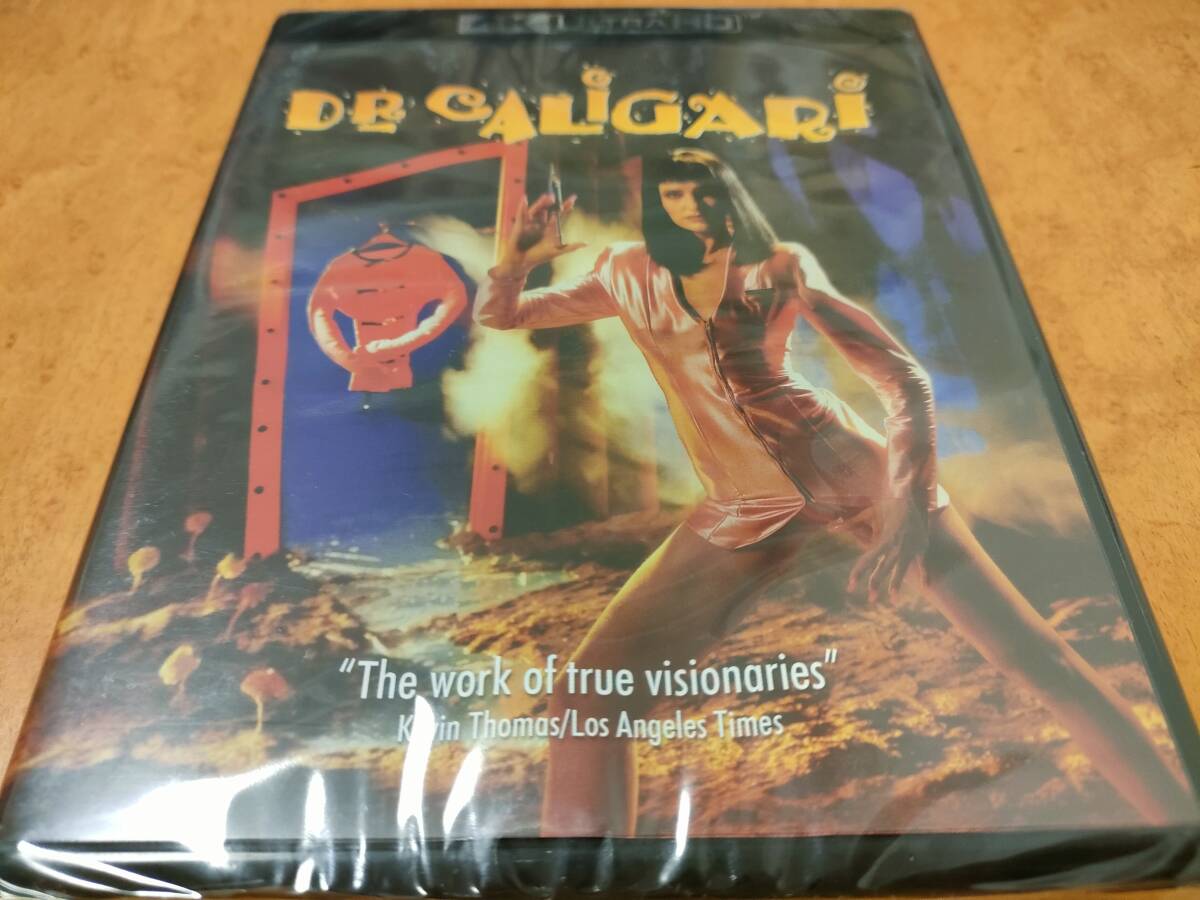 4K ULTRA HD
DR CALIGARI
"The work of true visionaries"
Kevin Thomas/Los Angeles Times